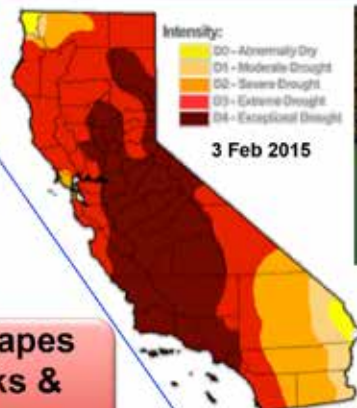 Intensity:
D0 - Abnormally Dry
D1 - Moderate Drought
D2 - Severe Drought
D3 - Extreme Drought
D4 - Exceptional Drought
3 Feb 2015
apes
ks &